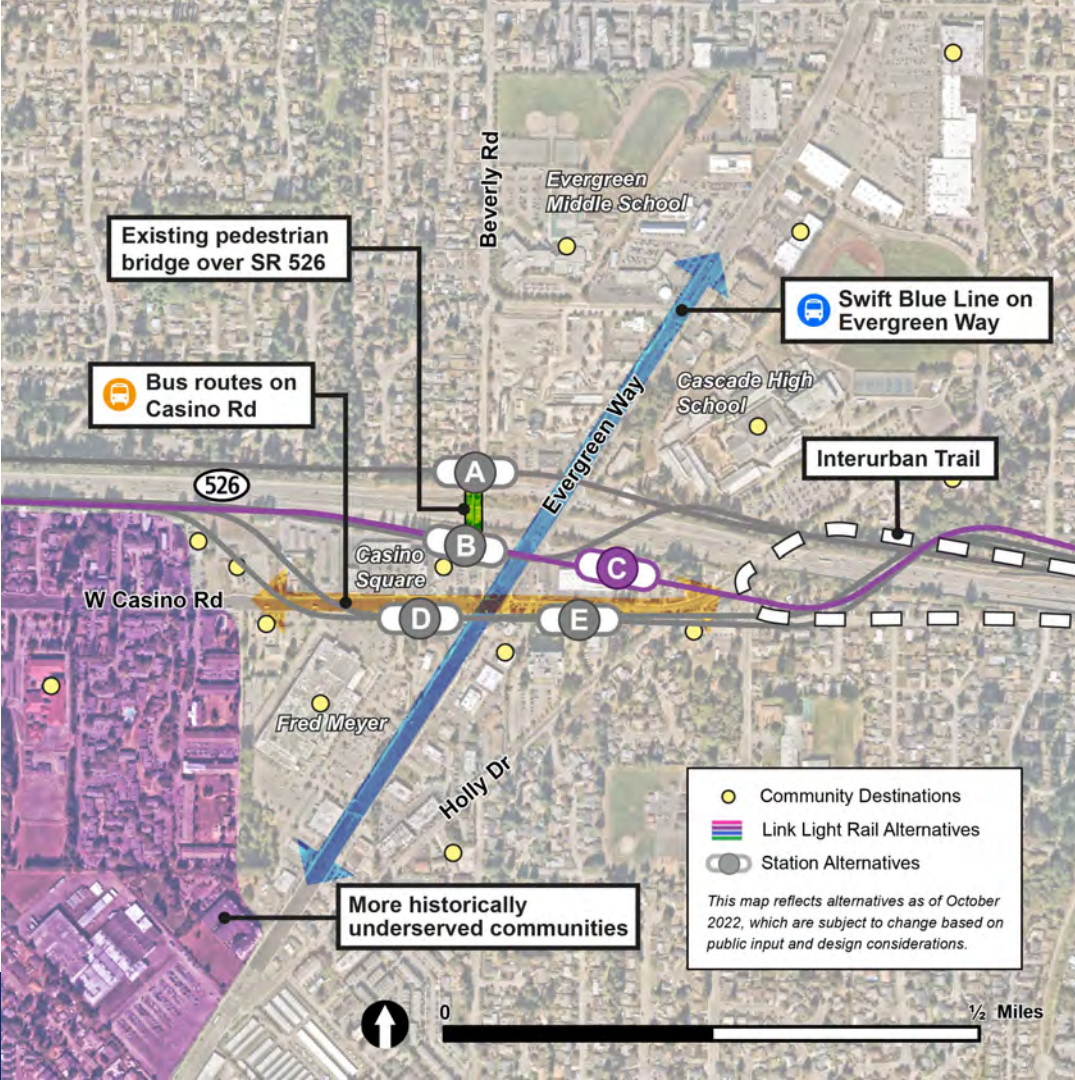 Beverly Rd
Evergreen
Middle School
Existing pedestrian
bridge over SR 526
Swift Blue Line on
Evergreen Way
Bus routes on
Casino Rd
Cascade High
School
Evergreen Way
Interurban Trail
A
526
B
Casino
Square
C
W Casino Rd
D
E
Fred Meyer
Holly Dr
Community Destinations
Link Light Rail Alternatives
Station Alternatives
This map reflects alternatives as of October
2022, which are subject to change based on
public input and design considerations.
More historically
underserved communities
0
½ Miles